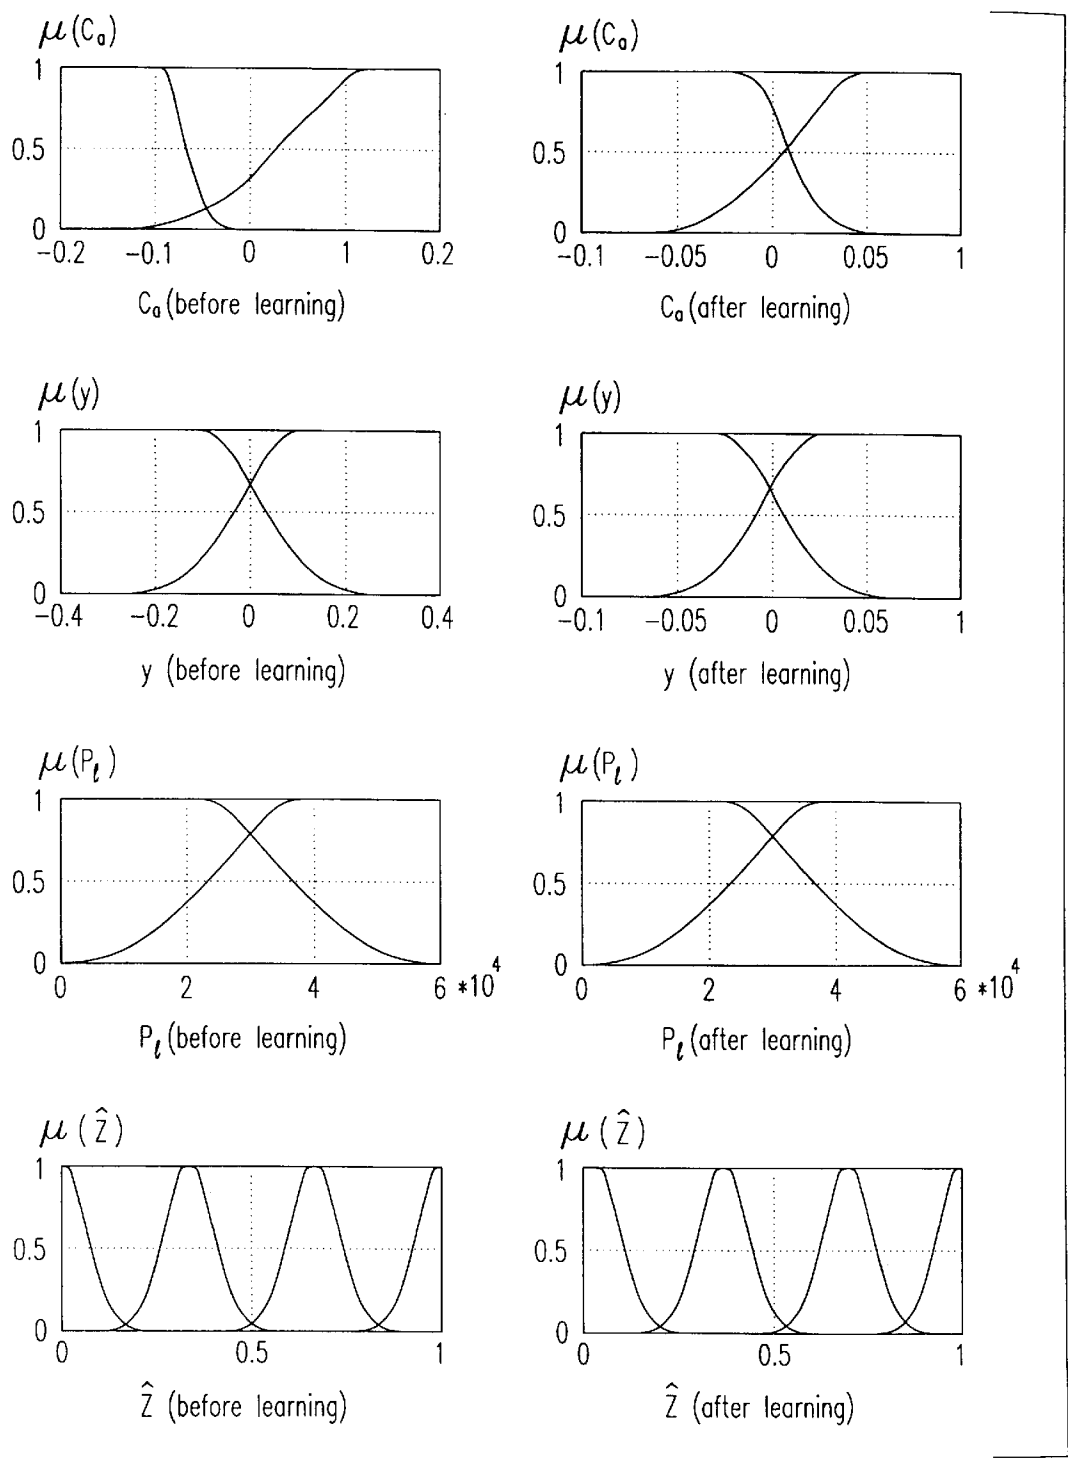 μ(Cₐ)
1
0.5
0
-0.2 -0.1 0 1 0.2
Cₐ(before learning)
μ(Cₐ)
1
0.5
0
-0.1 -0.05 0 0.05 1
Cₐ(after learning)
μ(y)
1
0.5
0
-0.4 -0.2 0 0.2 0.4
y (before learning)
μ(y)
1
0.5
0
-0.1 -0.05 0 0.05 1
y (after learning)
μ(Pℓ)
1
0.5
0
0 2 4 6 *10⁴
Pℓ(before learning)
μ(Pℓ)
1
0.5
0
0 2 4 6 *10⁴
Pℓ(after learning)
μ(Ẑ)
1
0.5
0
0 0.5 1
Ẑ (before learning)
μ(Ẑ)
1
0.5
0
0 0.5 1
Ẑ (after learning)